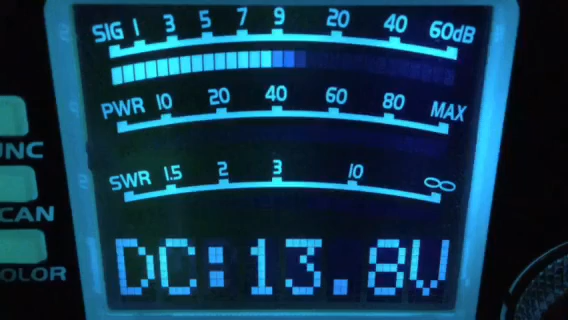 SIG 1 3 5 7 9 20 40 60dB
PWR 10 20 40 60 80 MAX
UNC
SWR 1.5 2 3 10 ∞
CAN
DC:13.8V
OLOR